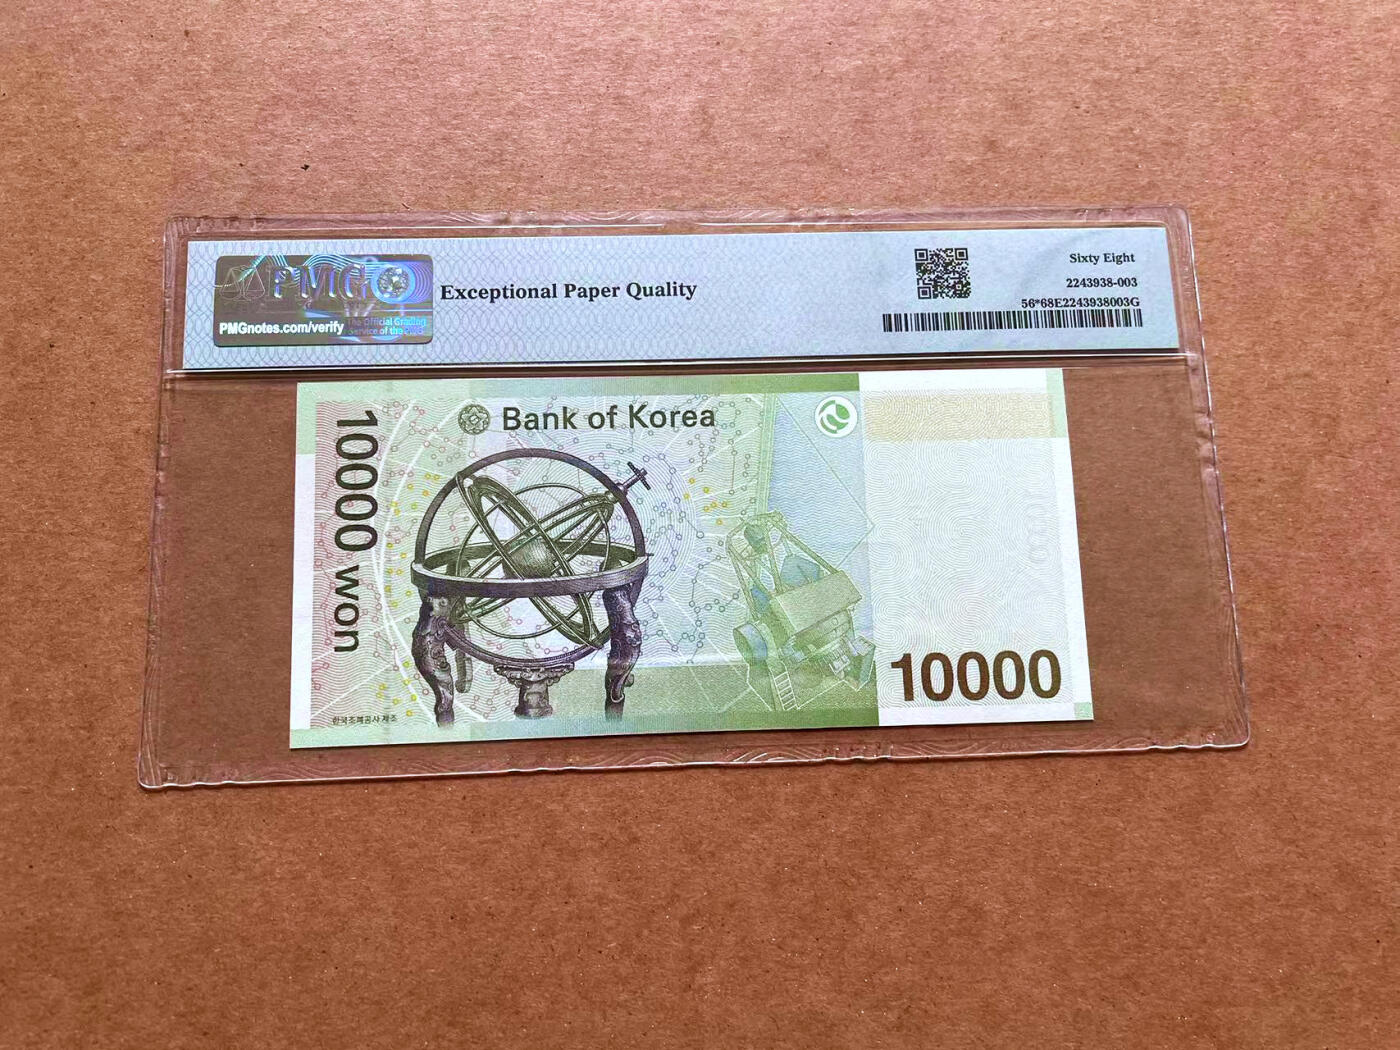 PMG
PMGnotes.com/verify
The Official Grading
Service of the
Exceptional Paper Quality
Sixty Eight
2243938-003
56*68E2243938003G
Bank of Korea
10000 won
10000
한국조폐공사 제조